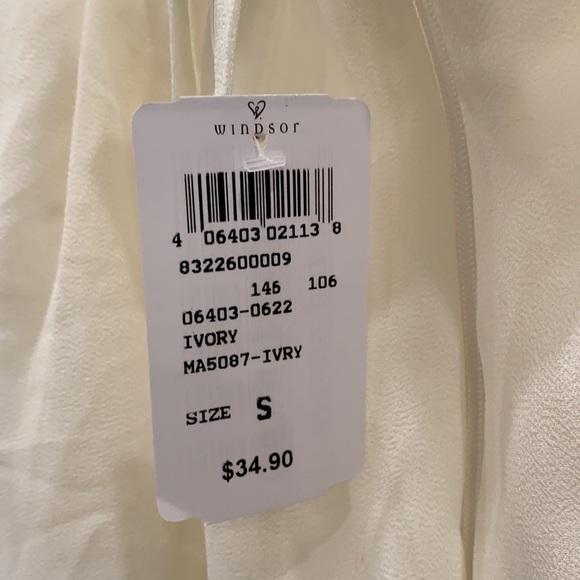 WINDSOR
4 06403 02113 8
8322600009
146 106
06403-0622
IVORY
MA5087-IVRY
SIZE S
$34.90